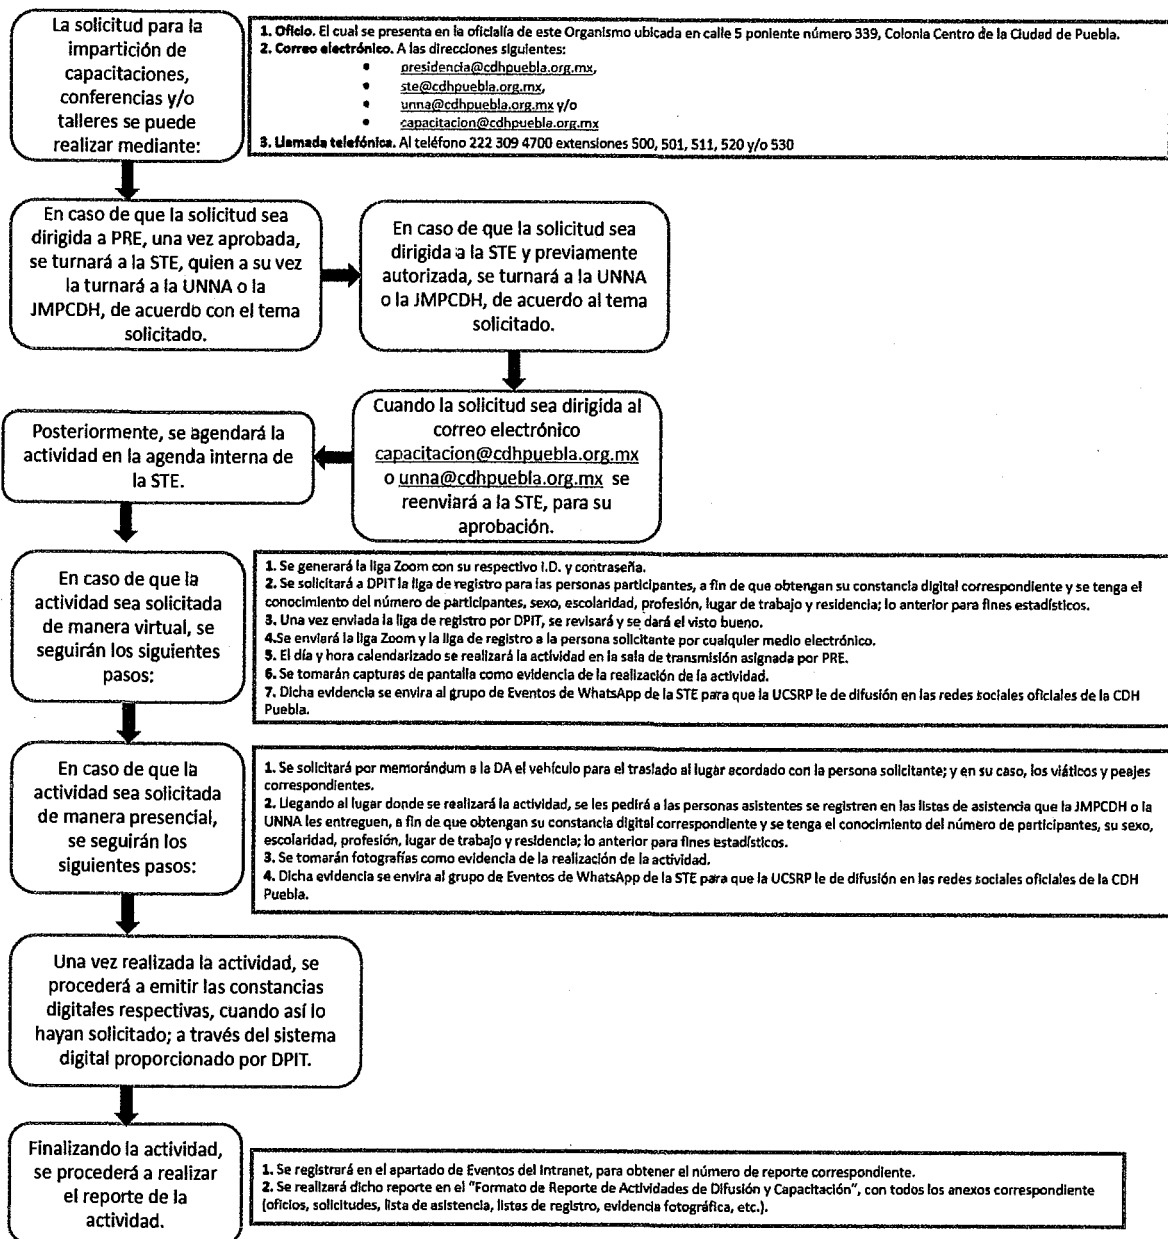 La solicitud para la
impartición de
capacitaciones,
conferencias y/o
talleres se puede
realizar mediante:
1. Oficio. El cual se presenta en la oficialía de este Organismo ubicada en calle 5 poniente número 339, Colonia Centro de la Ciudad de Puebla.
2. Correo electrónico. A las direcciones siguientes:
• presidencia@cdhpuebla.org.mx,
• ste@cdhpuebla.org.mx,
• unna@cdhpuebla.org.mx y/o
• capacitacion@cdhpuebla.org.mx
3. Llamada telefónica. Al teléfono 222 309 4700 extensiones 500, 501, 511, 520 y/o 530
En caso de que la solicitud sea
dirigida a PRE, una vez aprobada,
se turnará a la STE, quien a su vez
la turnará a la UNNA o la
JMPCDH, de acuerdo con el tema
solicitado.
En caso de que la solicitud sea
dirigida a la STE y previamente
autorizada, se turnará a la UNNA
o la JMPCDH, de acuerdo al tema
solicitado.
Cuando la solicitud sea dirigida al
correo electrónico
capacitacion@cdhpuebla.org.mx
o unna@cdhpuebla.org.mx se
reenviará a la STE, para su
aprobación.
Posteriormente, se agendará la
actividad en la agenda interna de
la STE.
En caso de que la
actividad sea solicitada
de manera virtual, se
seguirán los siguientes
pasos:
1. Se generará la liga Zoom con su respectivo I.D. y contraseña.
2. Se solicitará a DPIT la liga de registro para las personas participantes, a fin de que obtengan su constancia digital correspondiente y se tenga el
conocimiento del número de participantes, sexo, escolaridad, profesión, lugar de trabajo y residencia; lo anterior para fines estadísticos.
3. Una vez enviada la liga de registro por DPIT, se revisará y se dará el visto bueno.
4.Se enviará la liga Zoom y la liga de registro a la persona solicitante por cualquier medio electrónico.
5. El día y hora calendarizado se realizará la actividad en la sala de transmisión asignada por PRE.
6. Se tomarán capturas de pantalla como evidencia de la realización de la actividad.
7. Dicha evidencia se envira al grupo de Eventos de WhatsApp de la STE para que la UCSRP le de difusión en las redes sociales oficiales de la CDH
Puebla.
En caso de que la
actividad sea solicitada
de manera presencial,
se seguirán los
siguientes pasos:
1. Se solicitará por memorándum a la DA el vehículo para el traslado al lugar acordado con la persona solicitante; y en su caso, los viáticos y peajes
correspondientes.
2. Llegando al lugar donde se realizará la actividad, se les pedirá a las personas asistentes se registren en las listas de asistencia que la JMPCDH o la
UNNA les entreguen, a fin de que obtengan su constancia digital correspondiente y se tenga el conocimiento del número de participantes, su sexo,
escolaridad, profesión, lugar de trabajo y residencia; lo anterior para fines estadísticos.
3. Se tomarán fotografías como evidencia de la realización de la actividad.
4. Dicha evidencia se envira al grupo de Eventos de WhatsApp de la STE para que la UCSRP le de difusión en las redes sociales oficiales de la CDH
Puebla.
Una vez realizada la actividad, se
procederá a emitir las constancias
digitales respectivas, cuando así lo
hayan solicitado; a través del sistema
digital proporcionado por DPIT.
Finalizando la actividad,
se procederá a realizar
el reporte de la
actividad.
1. Se registrará en el apartado de Eventos del Intranet, para obtener el número de reporte correspondiente.
2. Se realizará dicho reporte en el "Formato de Reporte de Actividades de Difusión y Capacitación", con todos los anexos correspondiente
(oficios, solicitudes, lista de asistencia, listas de registro, evidencia fotográfica, etc.).